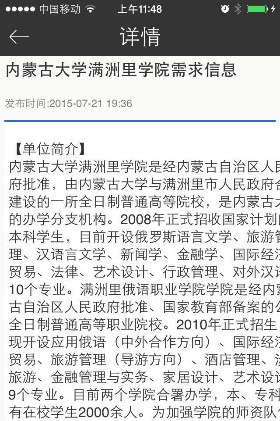 中国移动 上午11:48
详情
内蒙古大学满洲里学院需求信息
发布时间:2015-07-21 19:36
【单位简介】
内蒙古大学满洲里学院是经内蒙古自治区人民
府批准，由内蒙古大学与满洲里市人民政府合
建设的一所全日制普通高等院校，是内蒙古大
的办学分支机构。2008年正式招收国家计划内
本科学生，目前开设俄罗斯语言文学、旅游管
理、汉语言文学、新闻学、金融学、国际经济
贸易、法律、艺术设计、行政管理、对外汉语
10个专业。满洲里俄语职业学院学院是经内蒙
古自治区人民政府批准、国家教育部备案的公
全日制普通高等职业院校。2010年正式招生
现开设应用俄语（中外合作方向）、国际经济
贸易、旅游管理（导游方向）、酒店管理、法
旅游、金融管理与实务、家居设计、艺术设计
9个专业。目前两个学院合署办学，本、专科
有在校学生2000余人。为加强学院的师资队伍